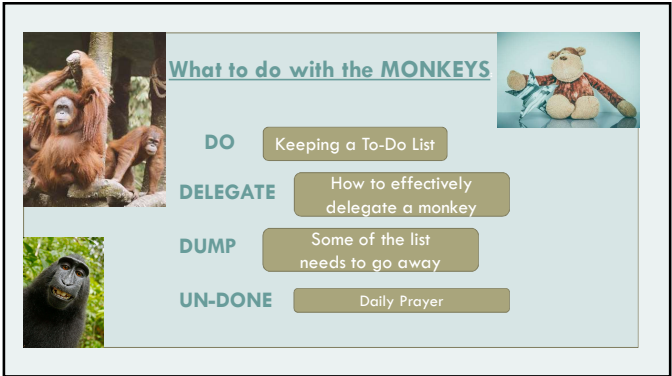 What to do with the MONKEYS
DO
Keeping a To-Do List
DELEGATE
How to effectively
delegate a monkey
DUMP
Some of the list
needs to go away
UN-DONE
Daily Prayer